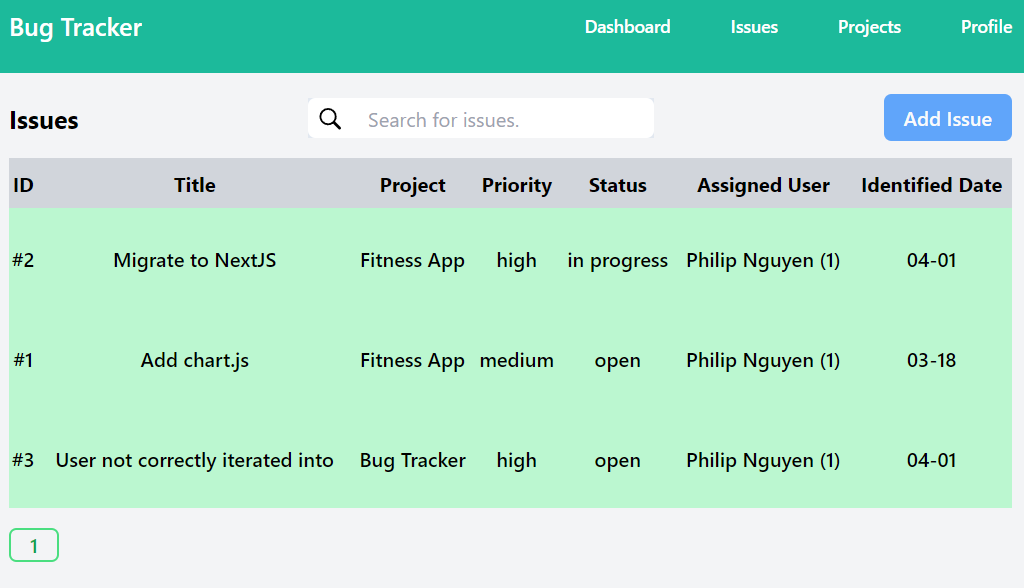 Bug Tracker Dashboard Issues Projects Profile
Issues Search for issues. Add Issue
ID Title Project Priority Status Assigned User Identified Date
#2 Migrate to NextJS Fitness App high in progress Philip Nguyen (1) 04-01
#1 Add chart.js Fitness App medium open Philip Nguyen (1) 03-18
#3 User not correctly iterated into Bug Tracker high open Philip Nguyen (1) 04-01
1